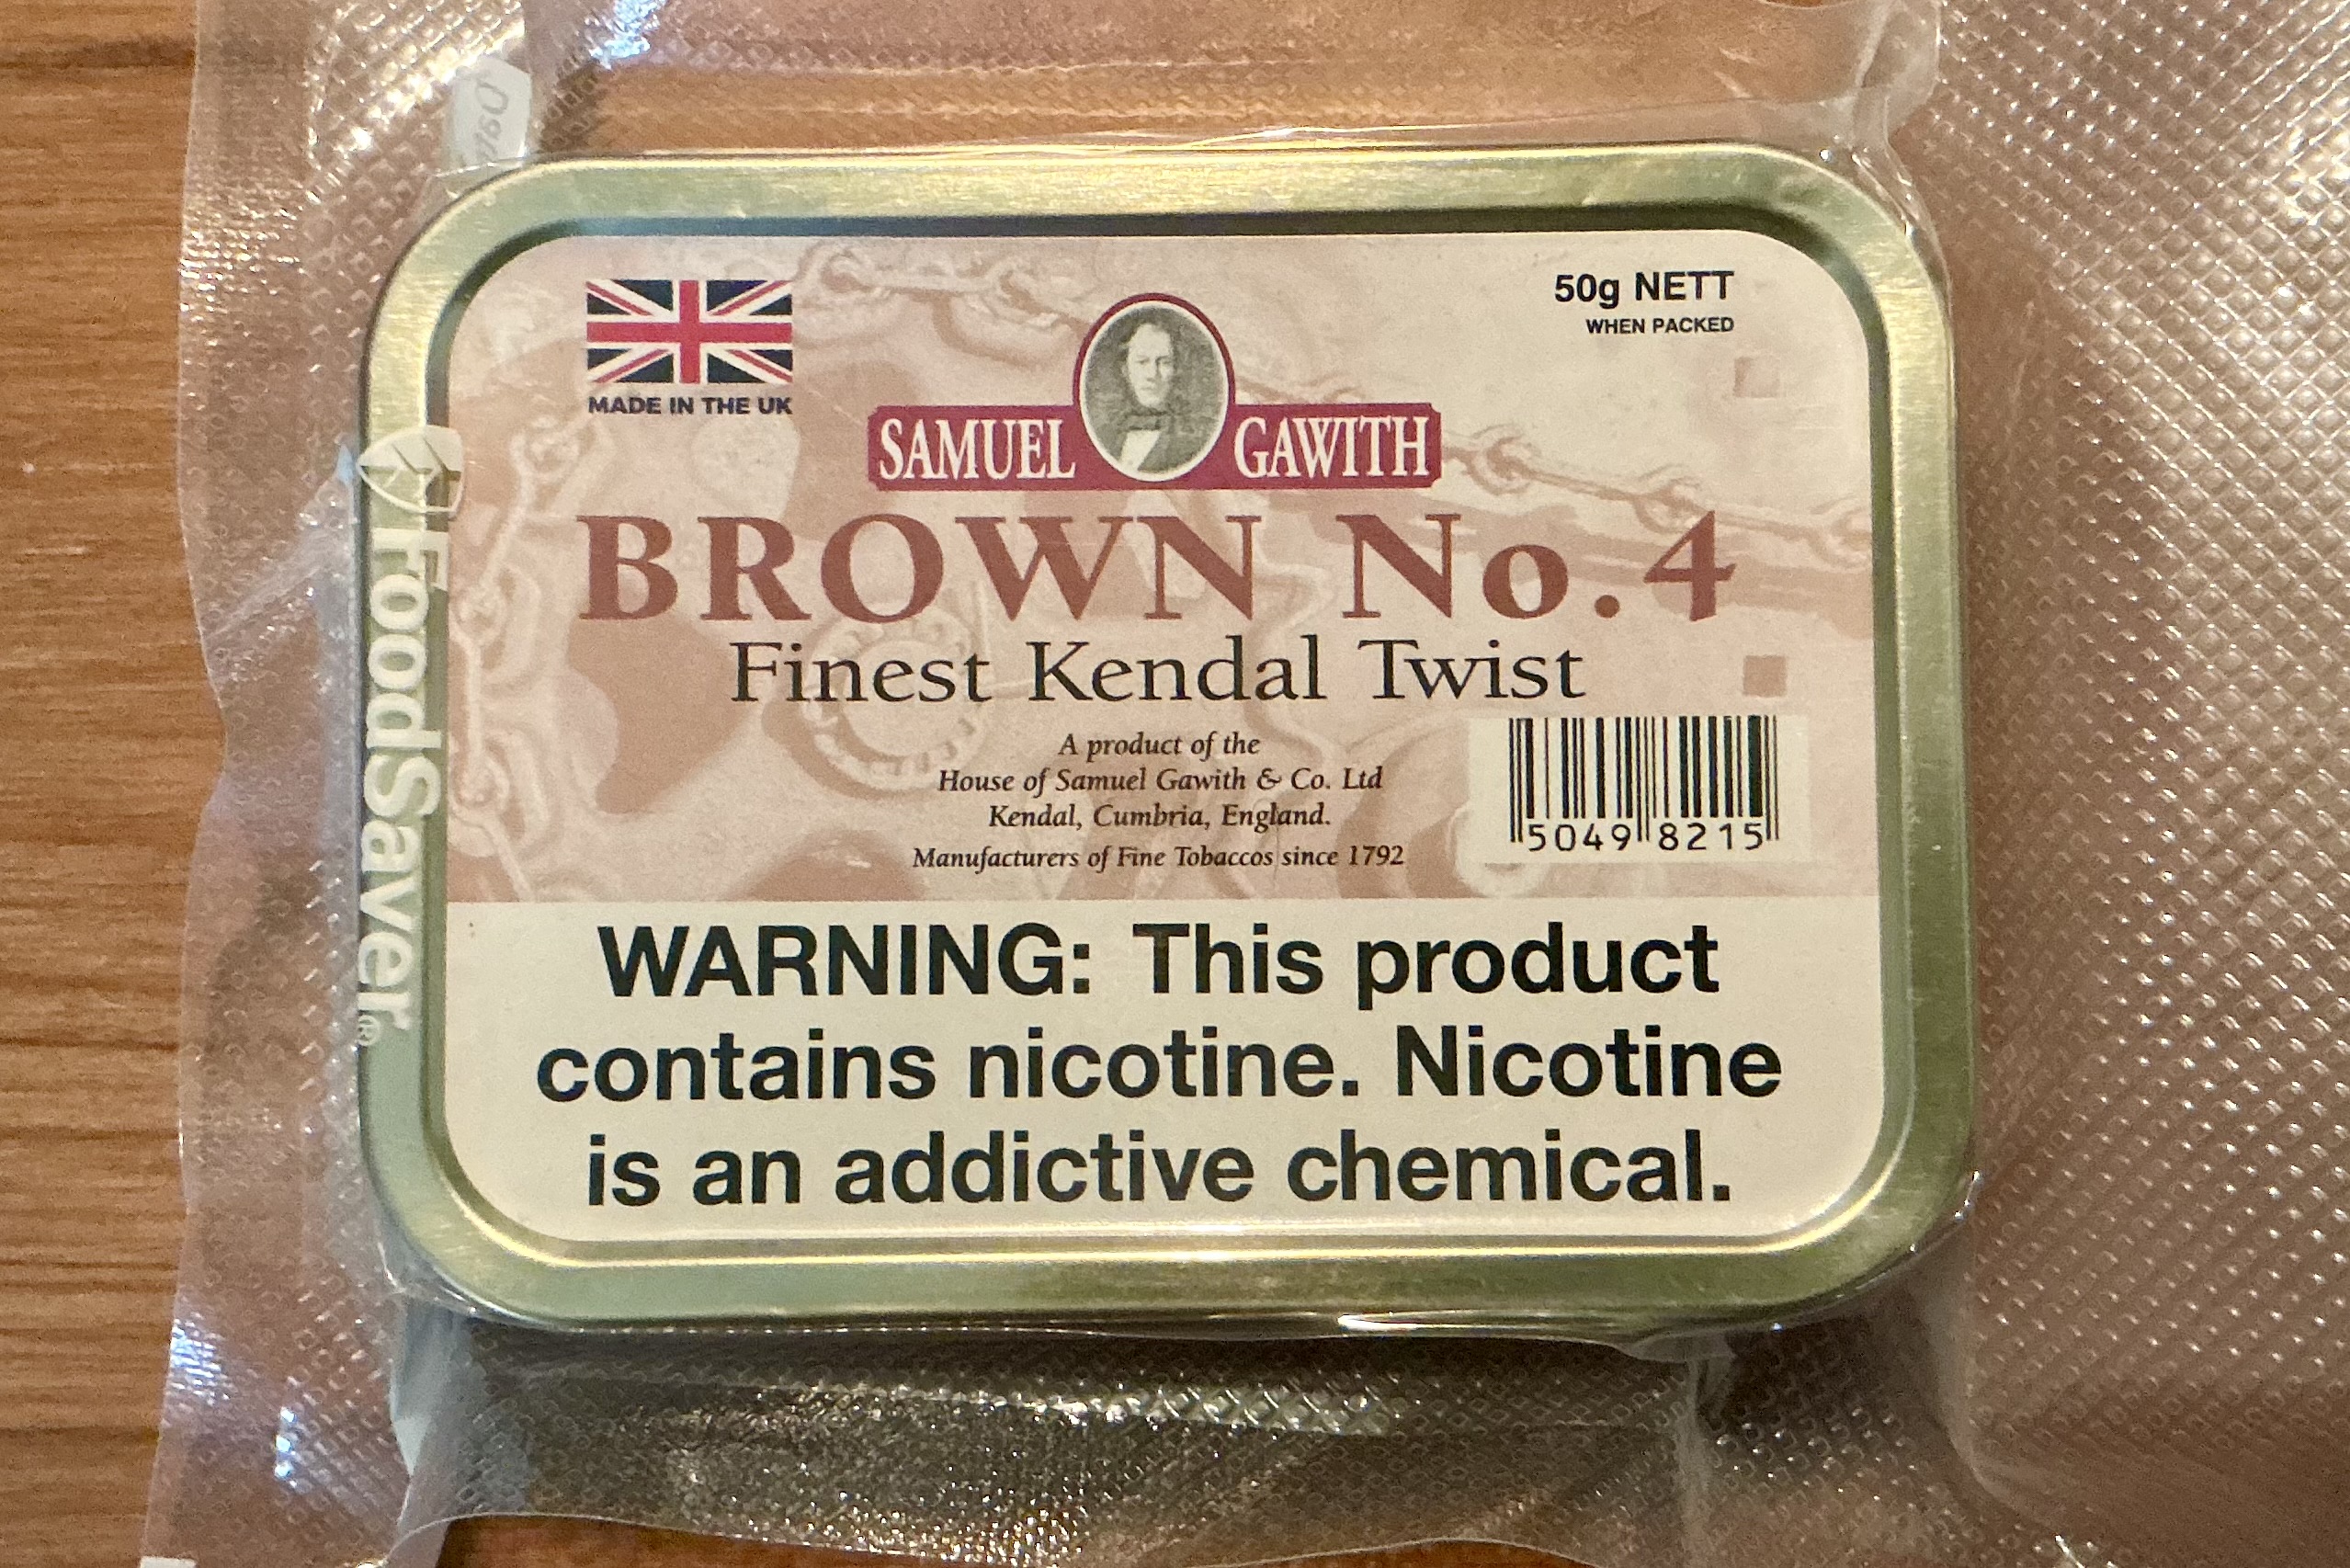 50g NETT
WHEN PACKED
MADE IN THE UK
SAMUEL GAWITH
BROWN No.4
Finest Kendal Twist
A product of the
House of Samuel Gawith & Co. Ltd
Kendal, Cumbria, England.
Manufacturers of Fine Tobaccos since 1792
5049 8215
WARNING: This product
contains nicotine. Nicotine
is an addictive chemical.
FoodSaver®